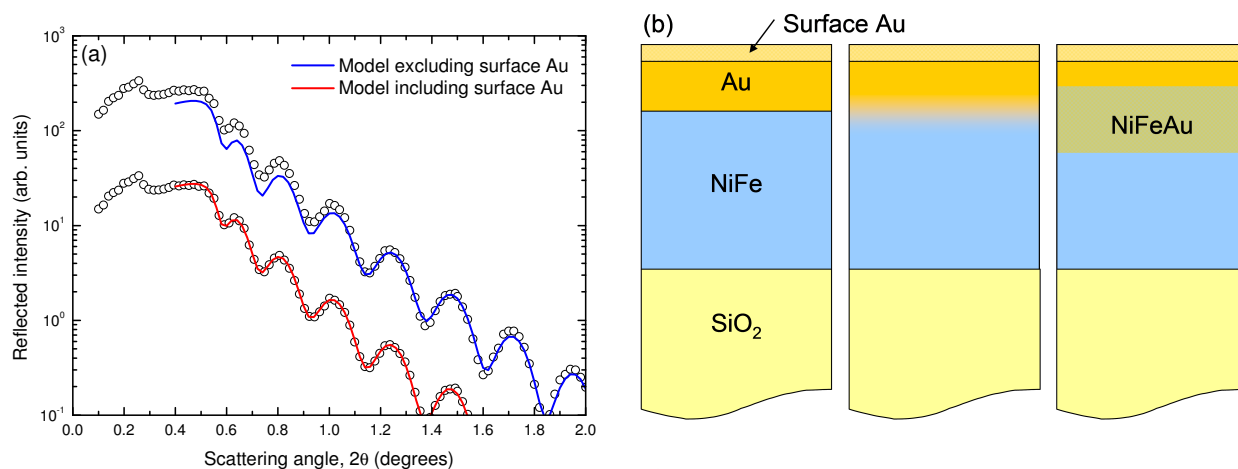 (a)
Model excluding surface Au
Model including surface Au
10³
10²
10¹
10⁰
10⁻¹
Reflected intensity (arb. units)
0.0 0.2 0.4 0.6 0.8 1.0 1.2 1.4 1.6 1.8 2.0
Scattering angle, 2θ (degrees)
(b)
Surface Au
Au
NiFe
SiO₂
NiFeAu